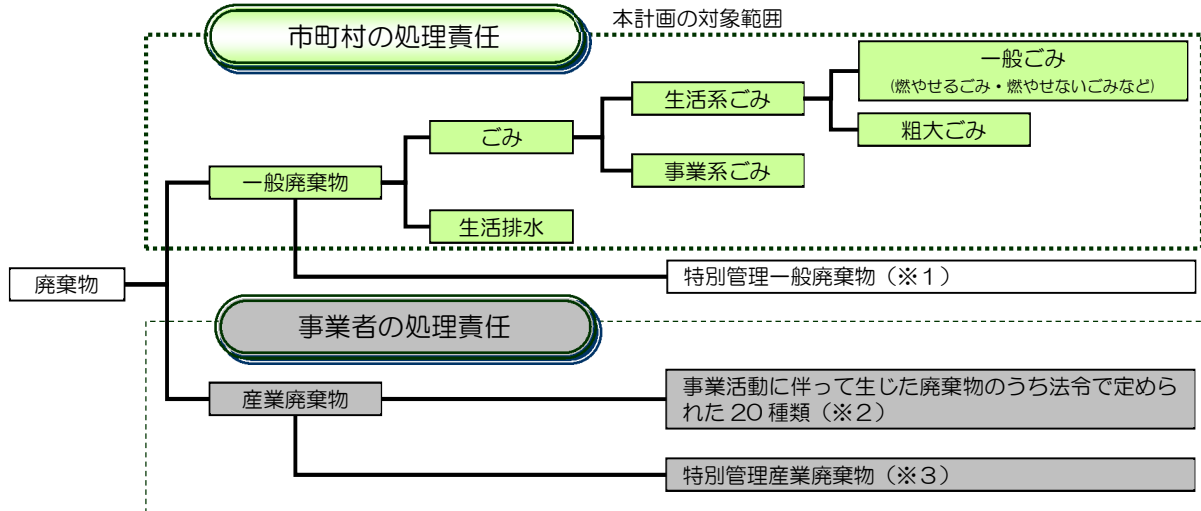 本計画の対象範囲
市町村の処理責任
一般ごみ
(燃やせるごみ・燃やせないごみなど)
生活系ごみ
ごみ
粗大ごみ
事業系ごみ
一般廃棄物
生活排水
特別管理一般廃棄物（※１）
廃棄物
事業者の処理責任
産業廃棄物
事業活動に伴って生じた廃棄物のうち法令で定めら
れた 20 種類（※２）
特別管理産業廃棄物（※３）